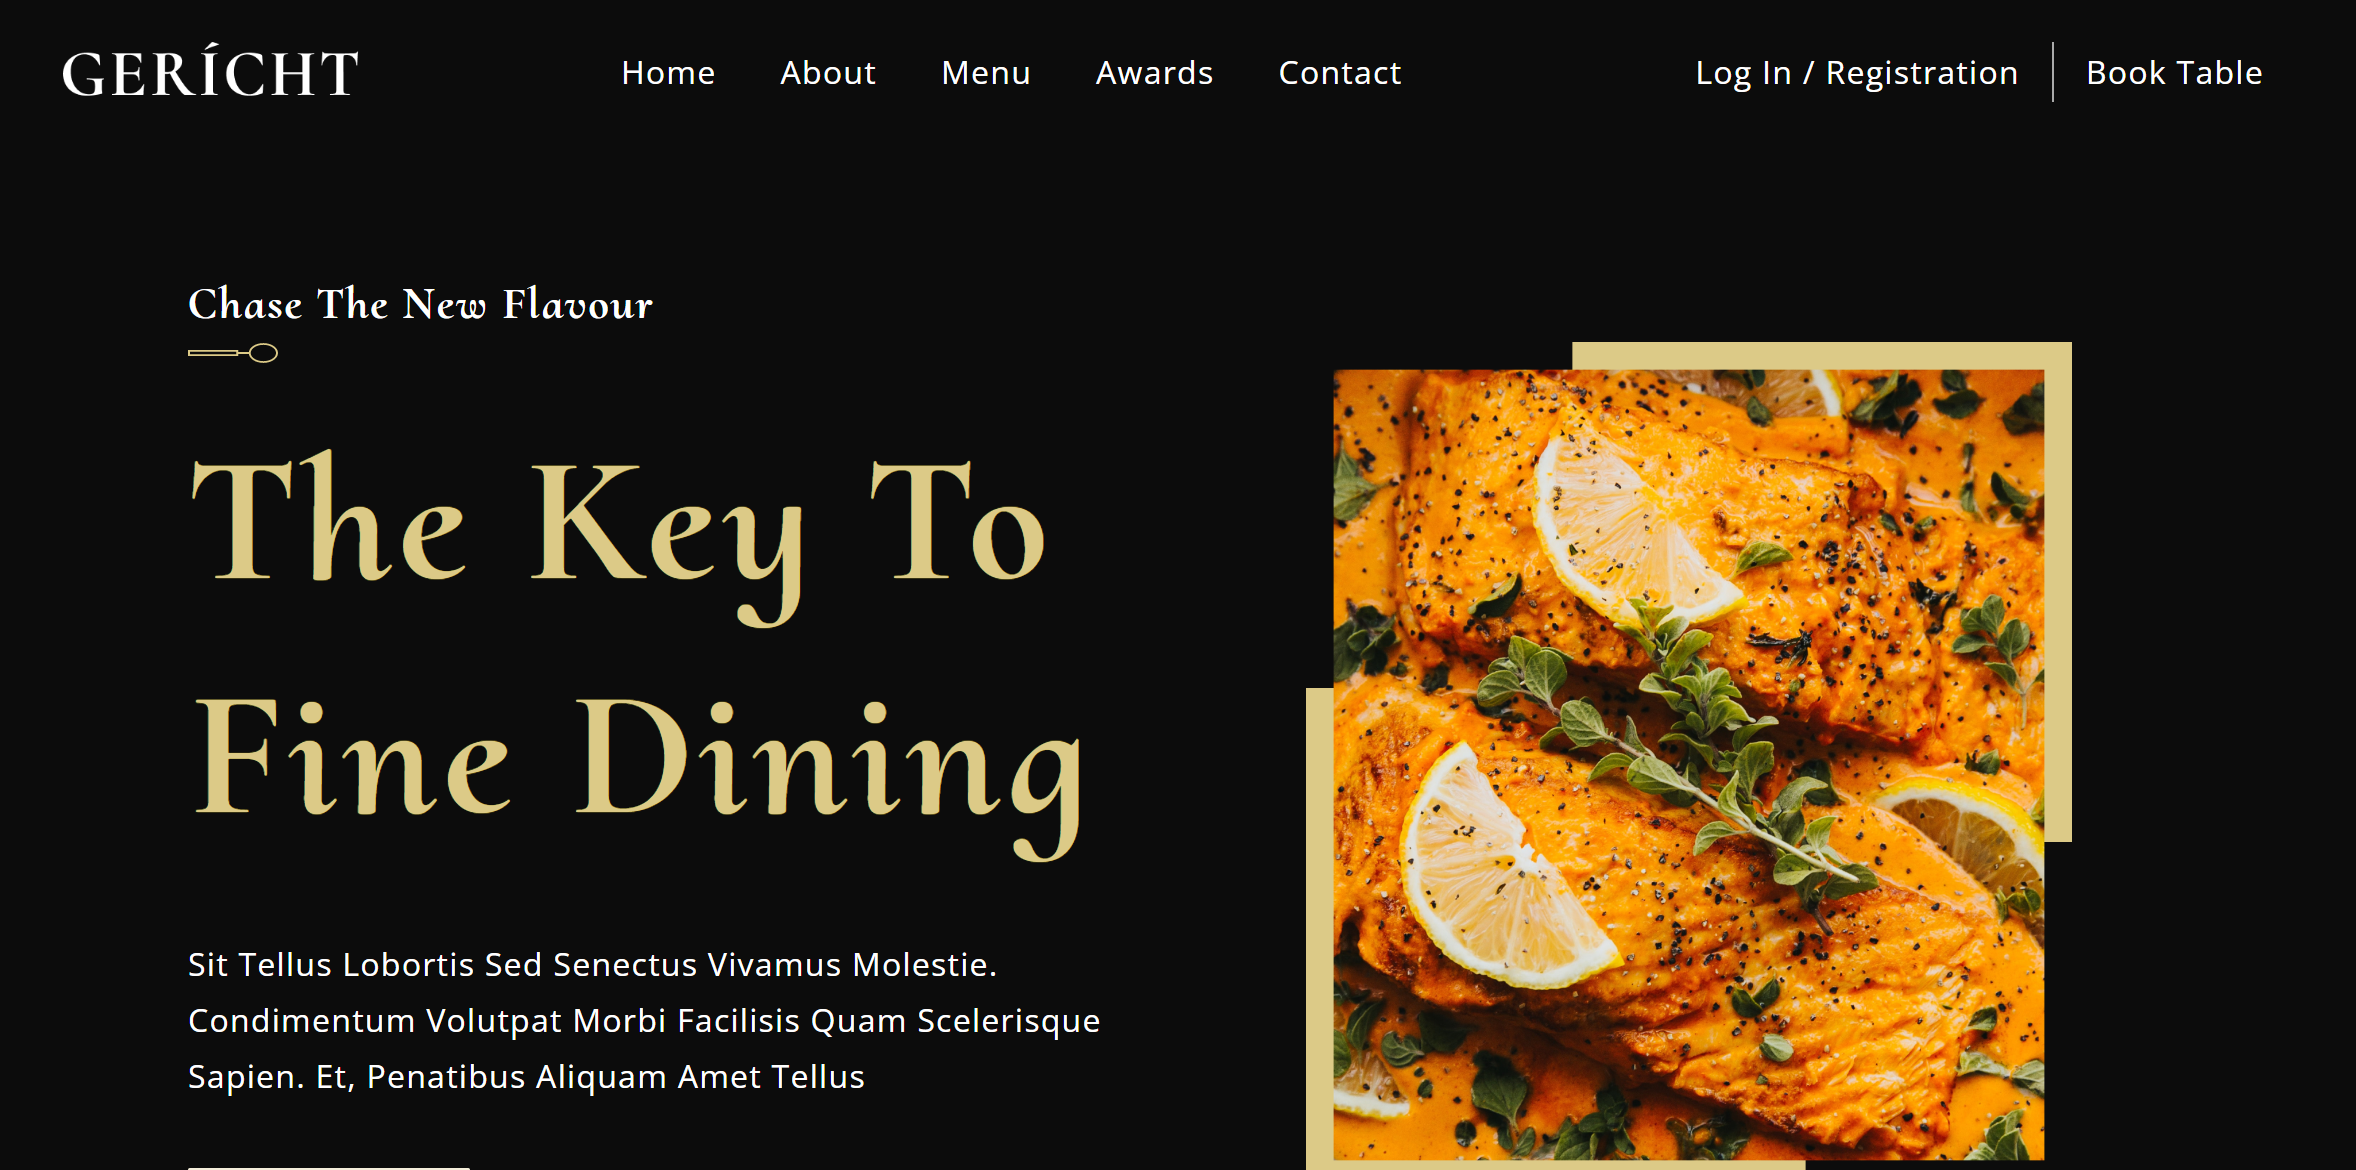 GERÍCHT
Home About Menu Awards Contact
Log In / Registration
Book Table
Chase The New Flavour
The Key To
Fine Dining
Sit Tellus Lobortis Sed Senectus Vivamus Molestie.
Condimentum Volutpat Morbi Facilisis Quam Scelerisque
Sapien. Et, Penatibus Aliquam Amet Tellus